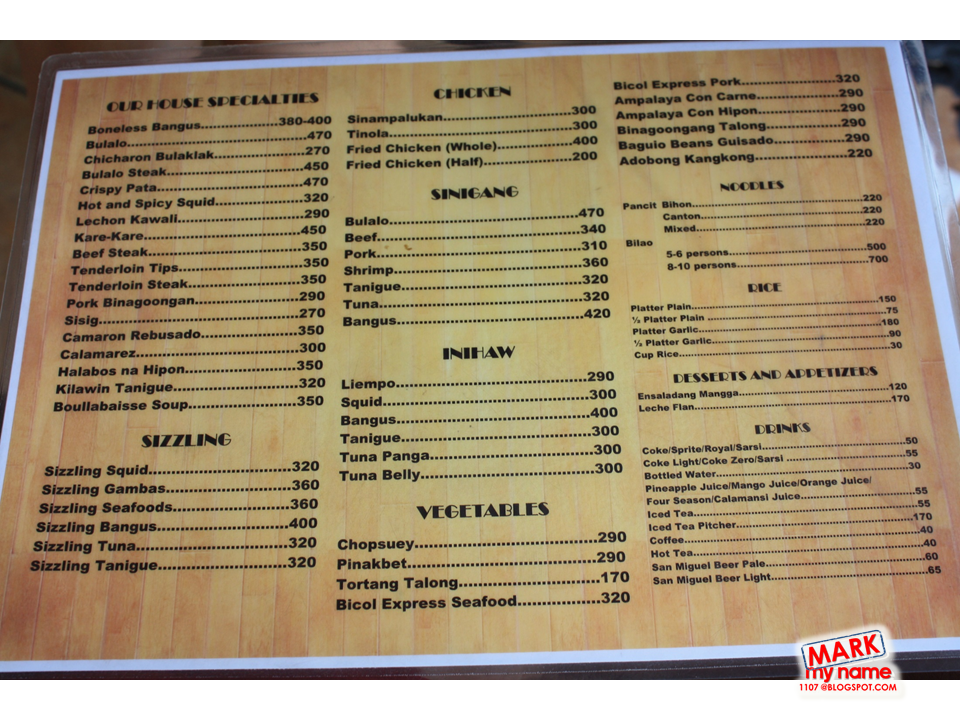 OUR HOUSE SPECIALTIES
Boneless Bangus..............................380-400
Bulalo..............................470
Chicharon Bulaklak..............................270
Bulalo Steak..............................450
Crispy Pata..............................470
Hot and Spicy Squid..............................320
Lechon Kawali..............................290
Kare-Kare..............................450
Beef Steak..............................350
Tenderloin Tips..............................350
Tenderloin Steak..............................350
Pork Binagoongan..............................290
Sisig..............................270
Camaron Rebusado..............................350
Calamarez..............................300
Halabos na Hipon..............................350
Kilawin Tanigue..............................320
Boullabaisse Soup..............................350
SIZZLING
Sizzling Squid..............................320
Sizzling Gambas..............................360
Sizzling Seafoods..............................360
Sizzling Bangus..............................400
Sizzling Tuna..............................320
Sizzling Tanigue..............................320
CHICKEN
Sinampalukan..............................300
Tinola..............................300
Fried Chicken (Whole)..............................400
Fried Chicken (Half)..............................200
SINIGANG
Bulalo..............................470
Beef..............................340
Pork..............................310
Shrimp..............................360
Tanigue..............................320
Tuna..............................320
Bangus..............................420
INIHAW
Liempo..............................290
Squid..............................300
Bangus..............................400
Tanigue..............................300
Tuna Panga..............................300
Tuna Belly..............................300
VEGETABLES
Chopsuey..............................290
Pinakbet..............................290
Tortang Talong..............................170
Bicol Express Seafood..............................320
Bicol Express Pork..............................320
Ampalaya Con Carne..............................290
Ampalaya Con Hipon..............................290
Binagoongang Talong..............................290
Baguio Beans Guisado..............................290
Adobong Kangkong..............................220
NOODLES
Pancit Bihon..............................220
Canton..............................220
Mixed..............................220
Bilao
5-6 persons..............................500
8-10 persons..............................700
RICE
Platter Plain..............................150
½ Platter Plain ..............................75
Platter Garlic..............................180
½ Platter Garlic..............................90
Cup Rice..............................30
DESSERTS AND APPETIZERS
Ensaladang Mangga..............................120
Leche Flan..............................170
DRINKS
Coke/Sprite/Royal/Sarsi..............................50
Coke Light/Coke Zero/Sarsi ..............................55
Bottled Water..............................30
Pineapple Juice/Mango Juice/Orange Juice/
Four Season/Calamansi Juice..............................55
Iced Tea..............................55
Iced Tea Pitcher..............................170
Coffee..............................40
Hot Tea..............................40
San Miguel Beer Pale..............................60
San Miguel Beer Light..............................65
MARK
my name
1107 @BLOGSPOT.COM